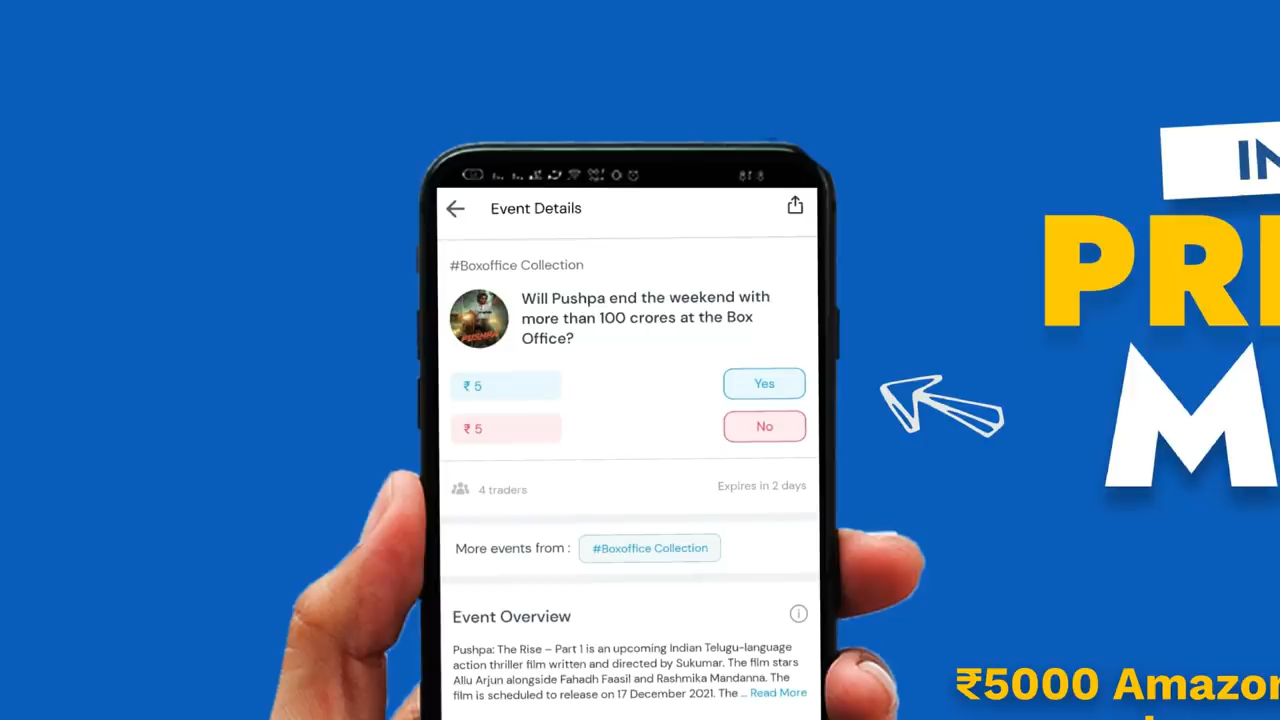 Event Details
#Boxoffice Collection
Will Pushpa end the weekend with
more than 100 crores at the Box
Office?
₹ 5
Yes
₹ 5
No
4 traders
Expires in 2 days
More events from :
#Boxoffice Collection
Event Overview
Pushpa: The Rise – Part 1 is an upcoming Indian Telugu-language
action thriller film written and directed by Sukumar. The film stars
Allu Arjun alongside Fahadh Faasil and Rashmika Mandanna. The
film is scheduled to release on 17 December 2021. The ... Read More
IN
PRE
M
₹5000 Amazon